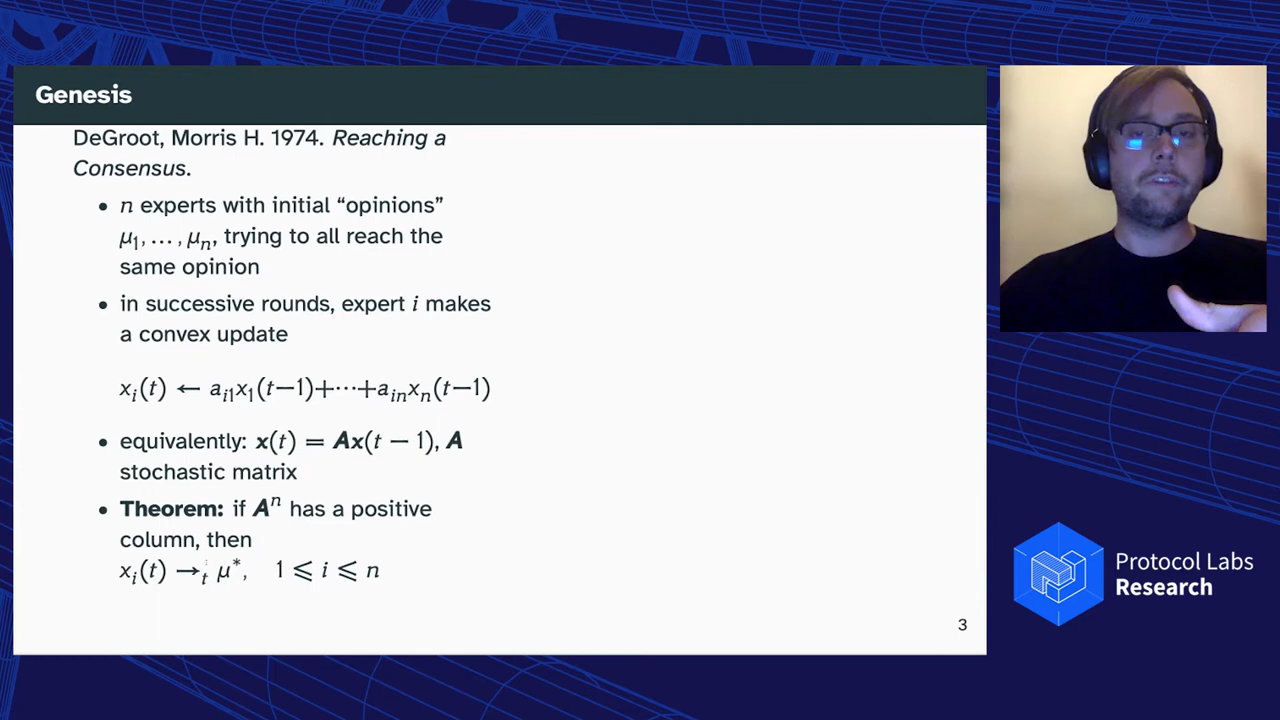 Genesis
DeGroot, Morris H. 1974. Reaching a
Consensus.
• n experts with initial “opinions”
μ₁, … , μₙ, trying to all reach the
same opinion
• in successive rounds, expert i makes
a convex update
xᵢ(t) ← aᵢ₁x₁(t−1)+⋯+aᵢₙxₙ(t−1)
• equivalently: x(t) = Ax(t − 1), A
stochastic matrix
• Theorem: if Aⁿ has a positive
column, then
xᵢ(t) →ₜ μ*, 1 ⩽ i ⩽ n
3
Protocol Labs
Research